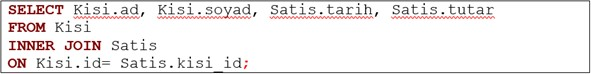 SELECT Kisi.ad, Kisi.soyad, Satis.tarih, Satis.tutar
FROM Kisi
INNER JOIN Satis
ON Kisi.id= Satis.kisi_id;